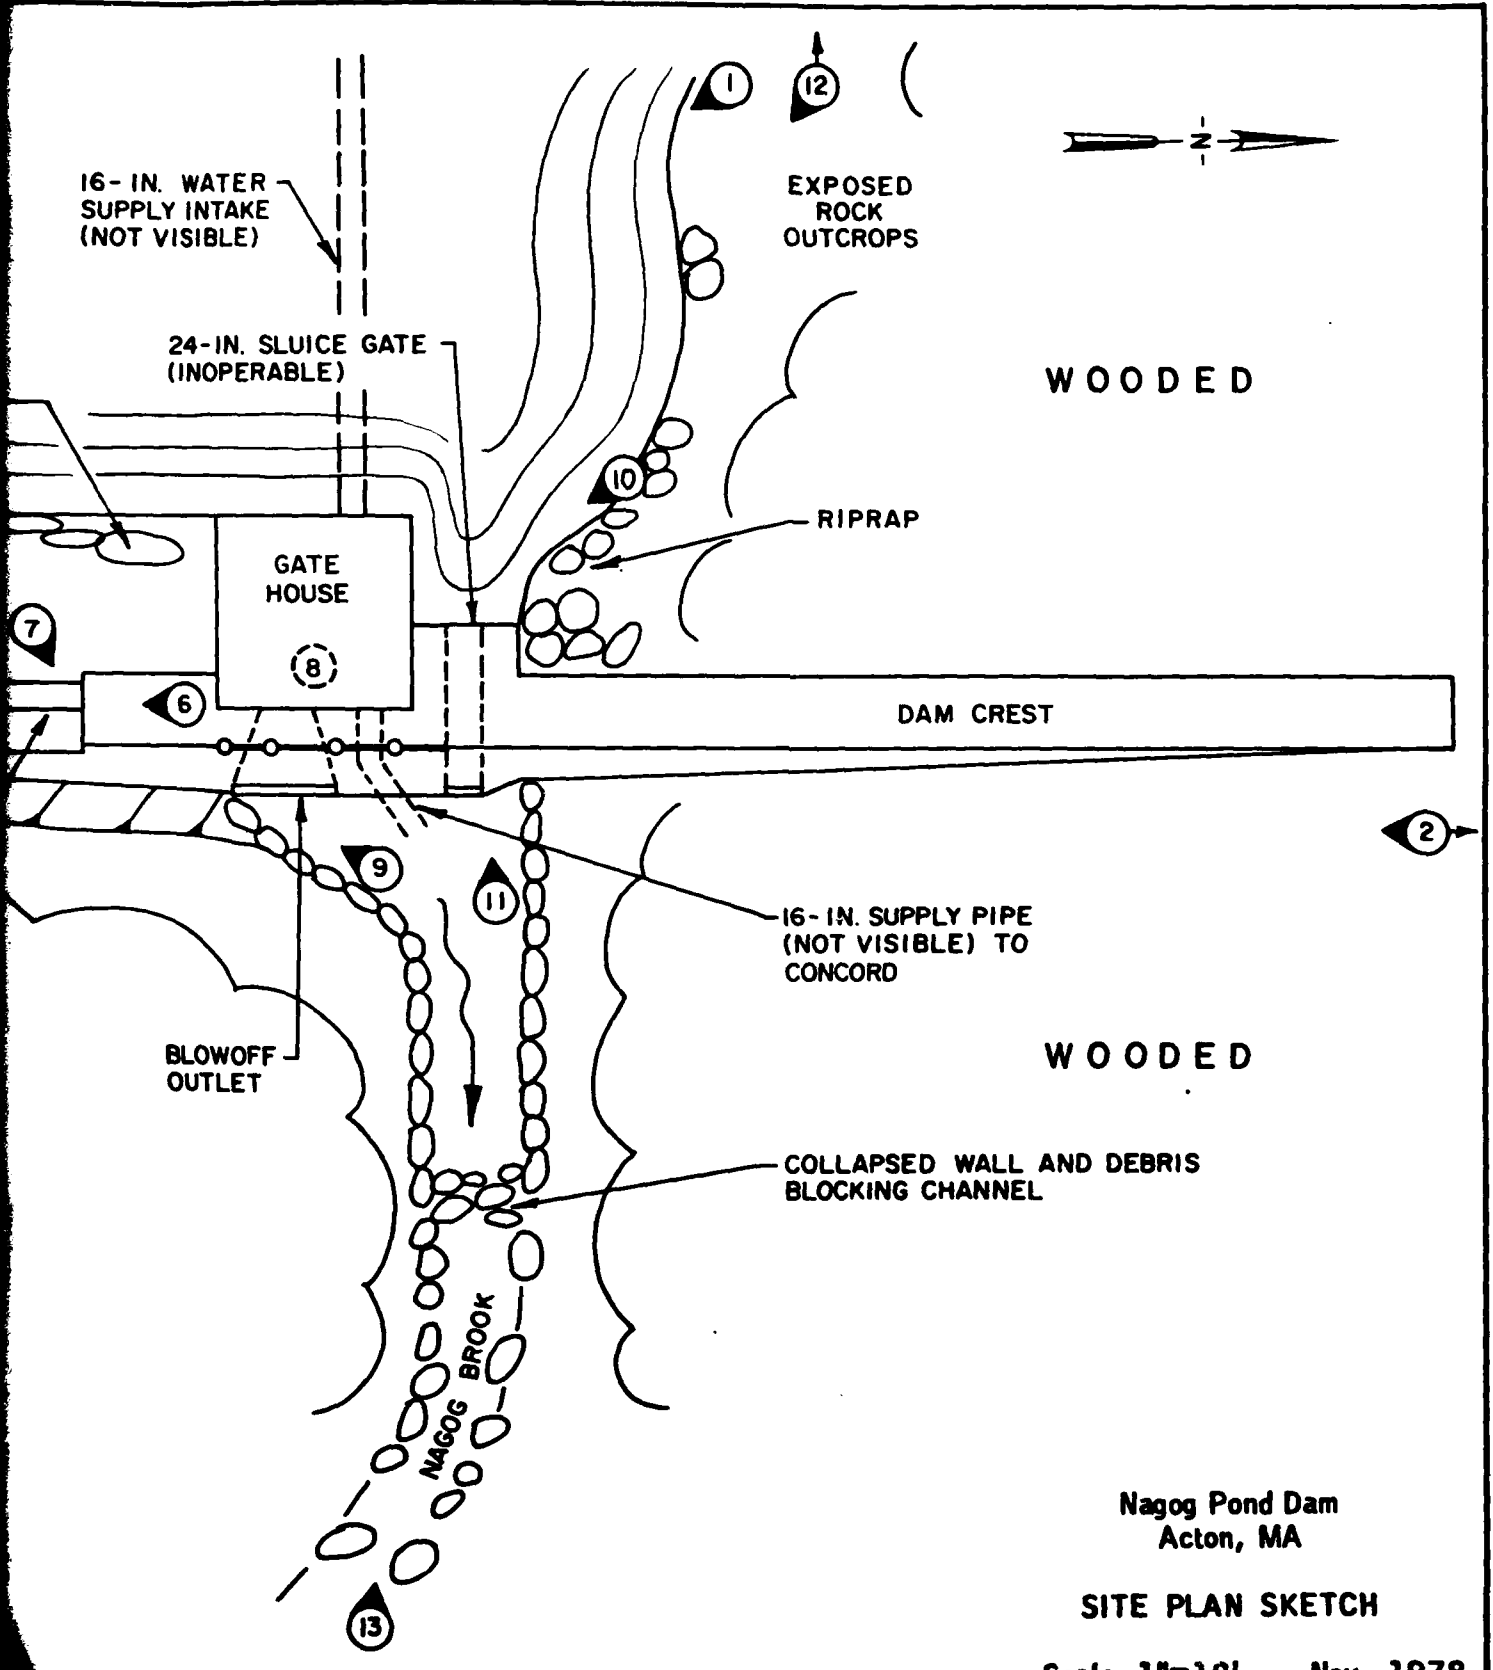 1
12
N
16-IN. WATER
SUPPLY INTAKE
(NOT VISIBLE)
EXPOSED
ROCK
OUTCROPS
24-IN. SLUICE GATE
(INOPERABLE)
WOODED
10
RIPRAP
GATE
HOUSE
7
8
6
DAM CREST
2
9
11
16-IN. SUPPLY PIPE
(NOT VISIBLE) TO
CONCORD
BLOWOFF
OUTLET
WOODED
COLLAPSED WALL AND DEBRIS
BLOCKING CHANNEL
NAGOG BROOK
Nagog Pond Dam
Acton, MA
SITE PLAN SKETCH
13